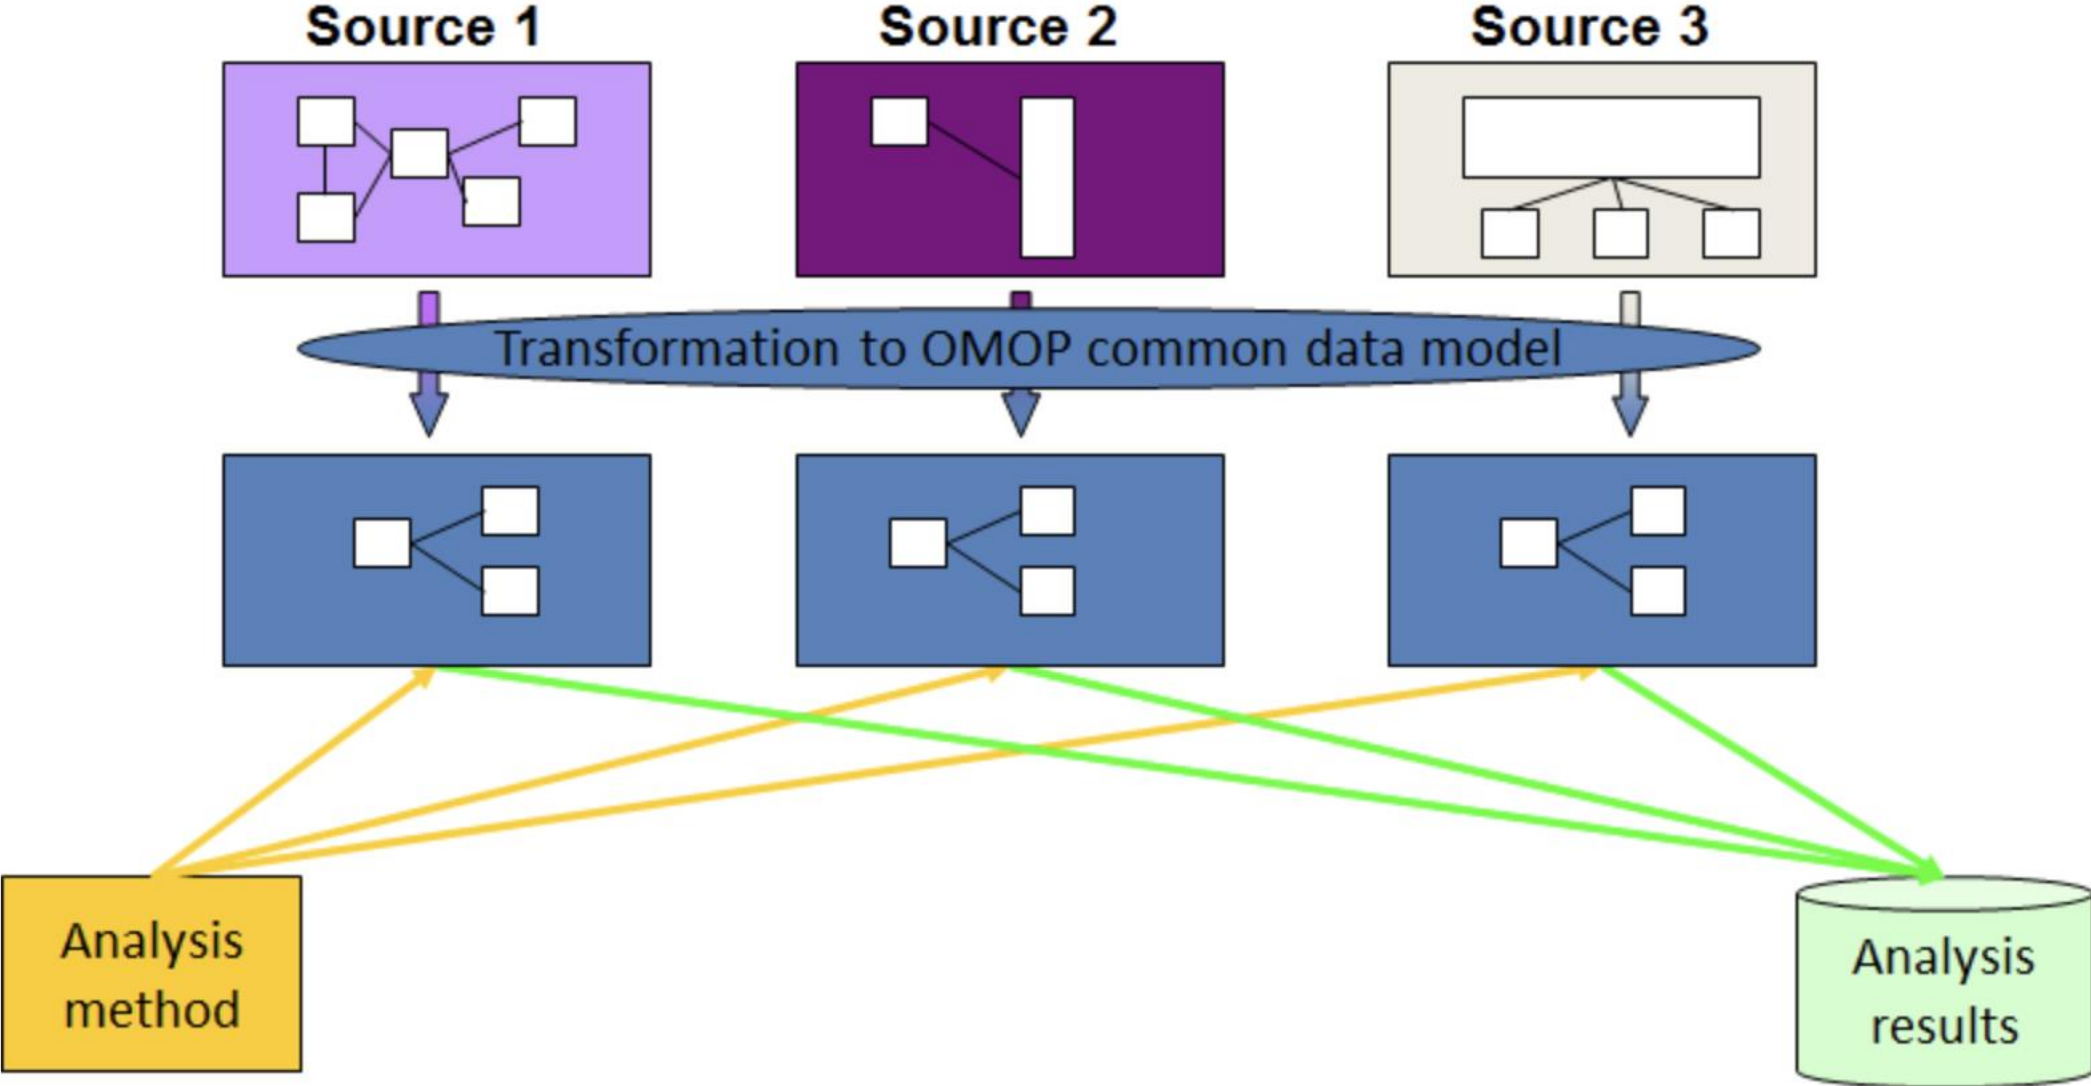 Source 1
Source 2
Source 3
Transformation to OMOP common data model
Analysis
method
Analysis
results